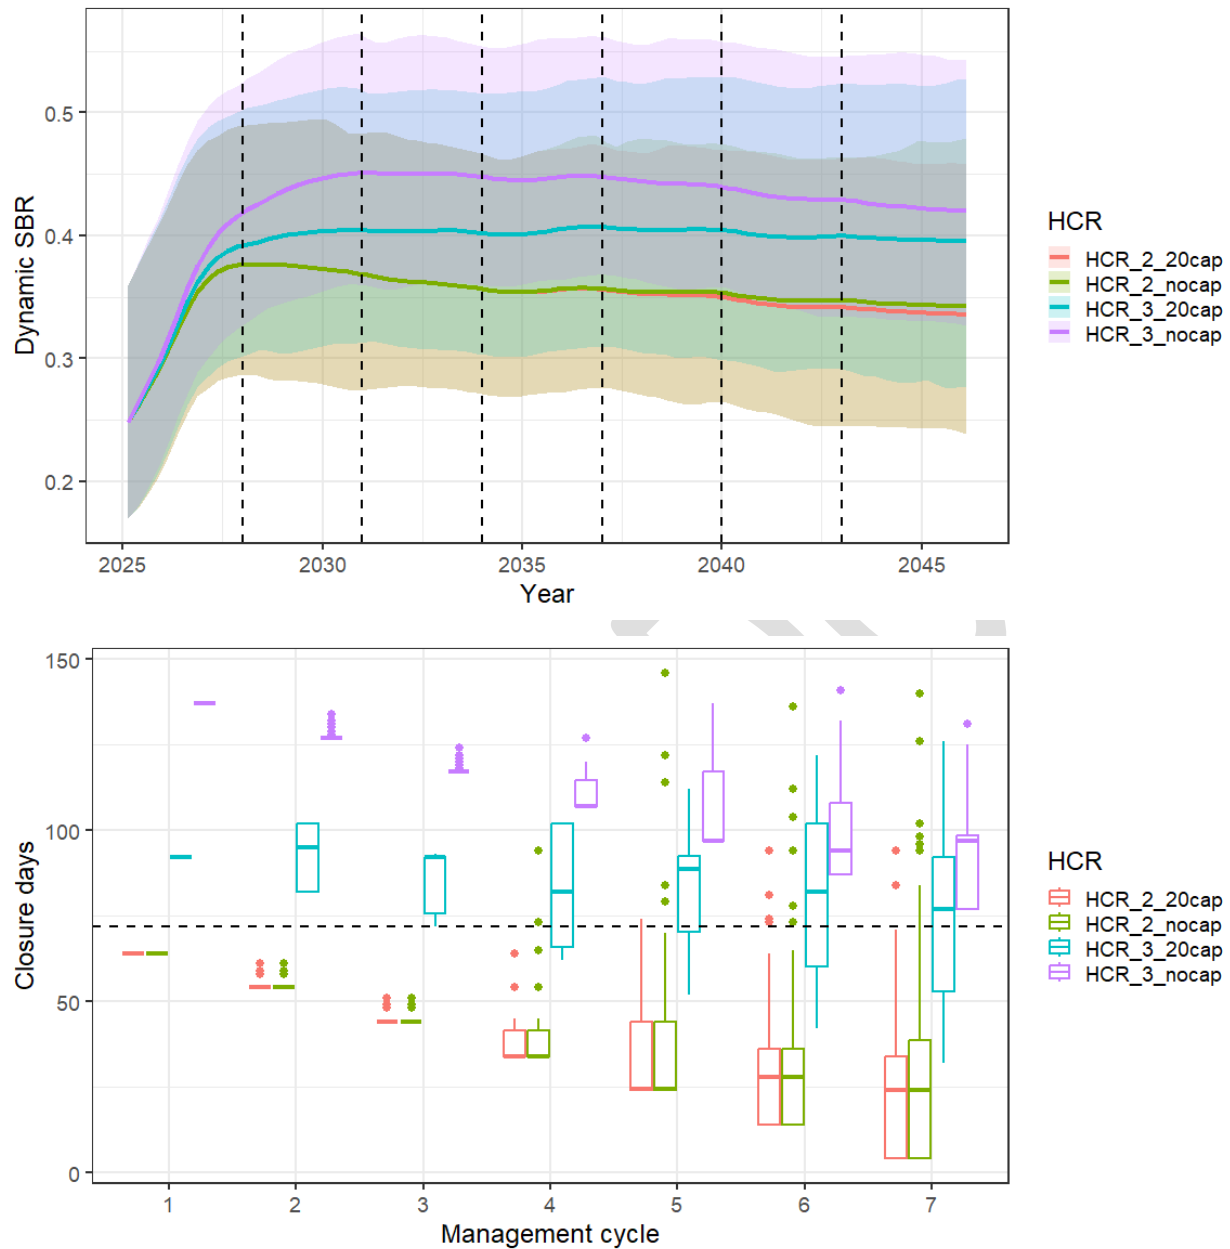 0.5
0.4
0.3
0.2
Dynamic SBR
2025 2030 2035 2040 2045
Year
HCR
HCR_2_20cap
HCR_2_nocap
HCR_3_20cap
HCR_3_nocap
150
100
50
0
Closure days
1 2 3 4 5 6 7
Management cycle
HCR
HCR_2_20cap
HCR_2_nocap
HCR_3_20cap
HCR_3_nocap